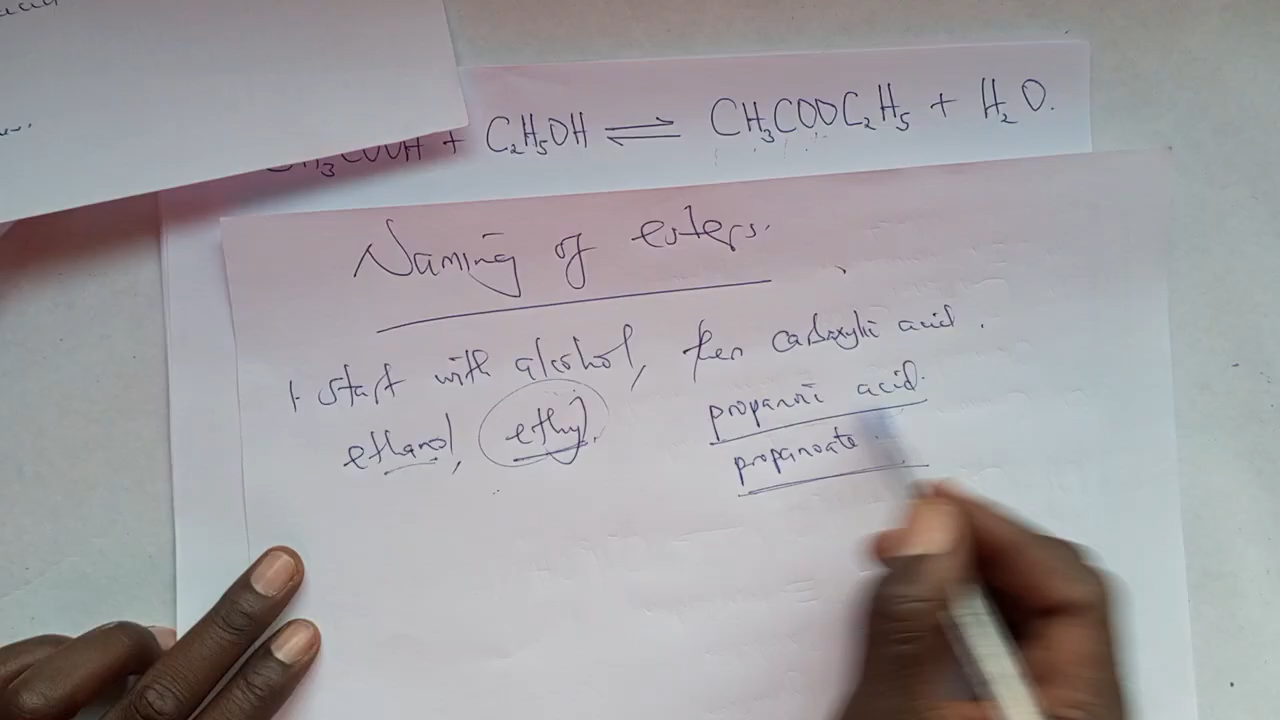 CH₃COOH + C₂H₅OH ⇌ CH₃COOC₂H₅ + H₂O.
Naming of esters.
1. Start with alcohol, then carboxylic acid.
ethanol, ethyl. propanoic acid.
propanoate.